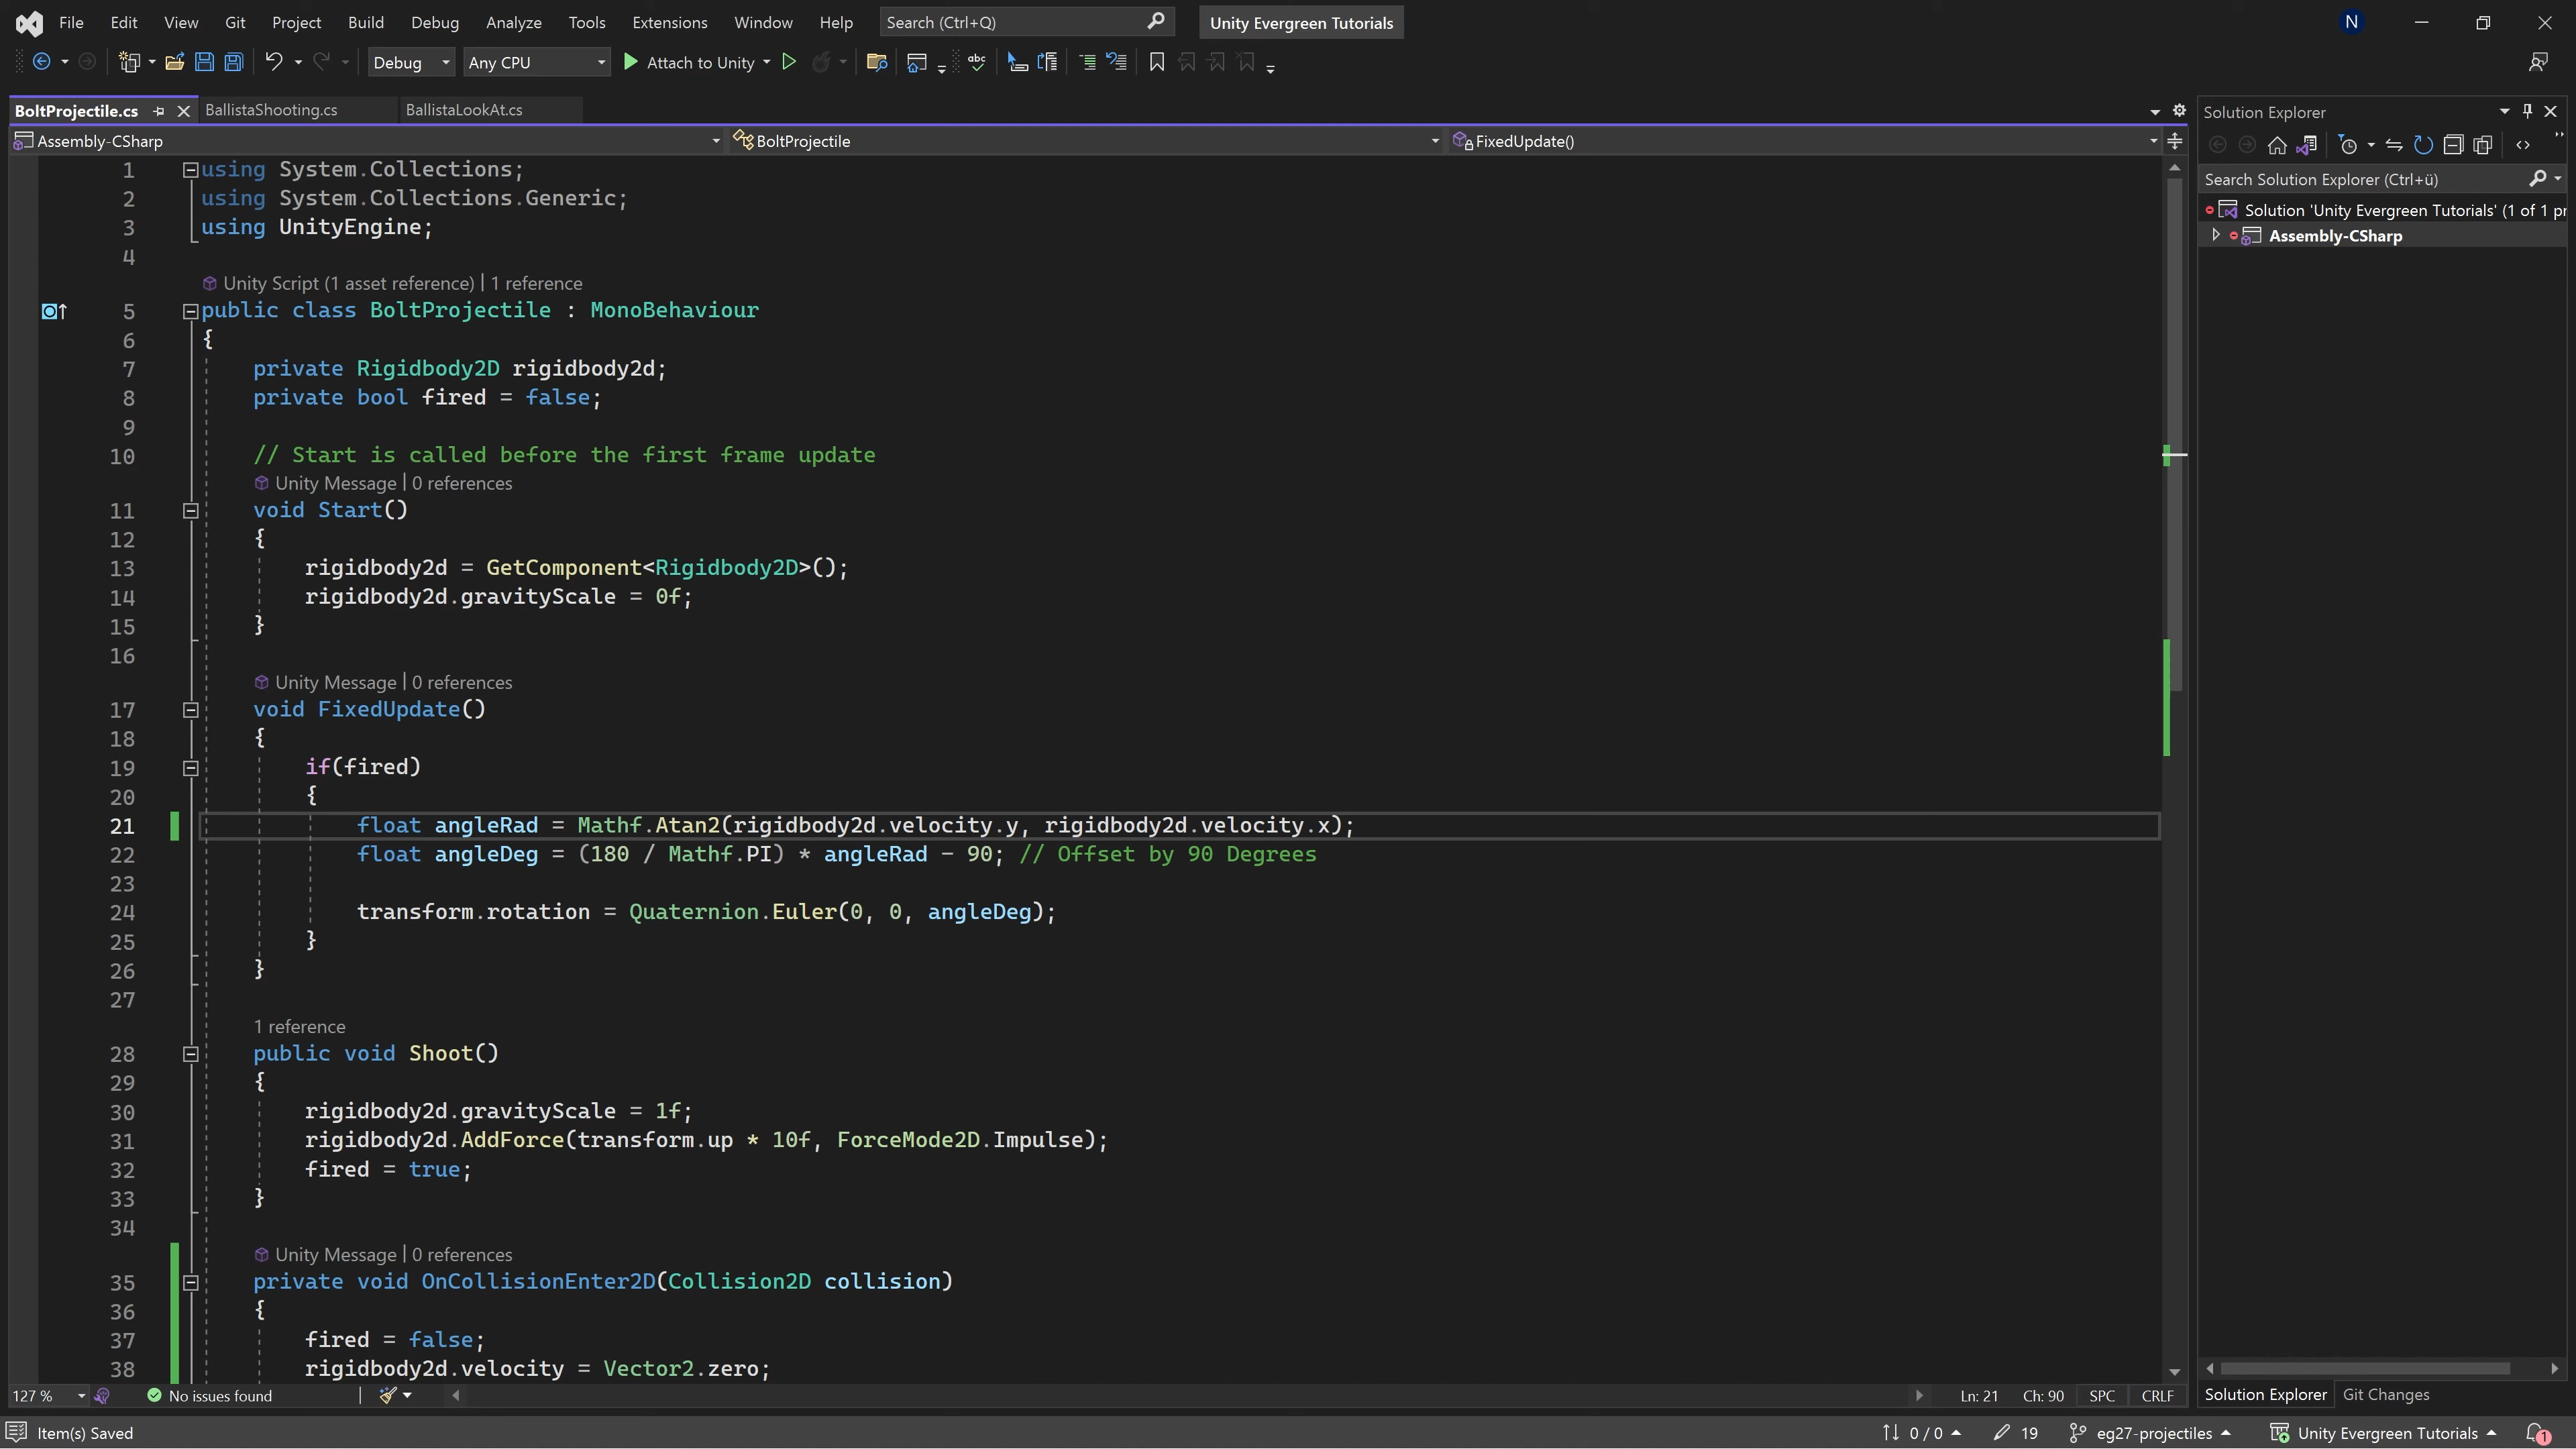 File Edit View Git Project Build Debug Test Analyze Tools Extensions Window Help Search (Ctrl+Q) Unity Evergreen Tutorials N
Debug Any CPU Attach to Unity abc
BoltProjectile.cs BallistaShooting.cs BallistaLookAt.cs
Assembly-CSharp BoltProjectile FixedUpdate()
1 using System.Collections;
2 using System.Collections.Generic;
3 using UnityEngine;
4
Unity Script (1 asset reference) | 1 reference
5 public class BoltProjectile : MonoBehaviour
6 {
7 private Rigidbody2D rigidbody2d;
8 private bool fired = false;
9
10 // Start is called before the first frame update
Unity Message | 0 references
11 void Start()
12 {
13 rigidbody2d = GetComponent<Rigidbody2D>();
14 rigidbody2d.gravityScale = 0f;
15 }
16
Unity Message | 0 references
17 void FixedUpdate()
18 {
19 if(fired)
20 {
21 float angleRad = Mathf.Atan2(rigidbody2d.velocity.y, rigidbody2d.velocity.x);
22 float angleDeg = (180 / Mathf.PI) * angleRad - 90; // Offset by 90 Degrees
23
24 transform.rotation = Quaternion.Euler(0, 0, angleDeg);
25 }
26 }
27
1 reference
28 public void Shoot()
29 {
30 rigidbody2d.gravityScale = 1f;
31 rigidbody2d.AddForce(transform.up * 10f, ForceMode2D.Impulse);
32 fired = true;
33 }
34
Unity Message | 0 references
35 private void OnCollisionEnter2D(Collision2D collision)
36 {
37 fired = false;
38 rigidbody2d.velocity = Vector2.zero;
127 % No issues found Ln: 21 Ch: 90 SPC CRLF
Solution Explorer
Search Solution Explorer (Ctrl+ü)
Solution 'Unity Evergreen Tutorials' (1 of 1 pr
Assembly-CSharp
Solution Explorer Git Changes
Item(s) Saved 0 / 0 19 eg27-projectiles Unity Evergreen Tutorials 1